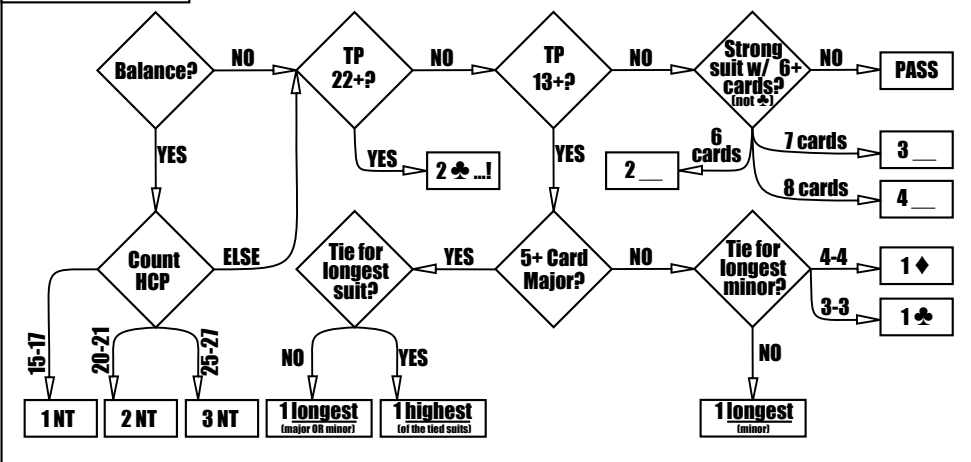 Balance?
NO
TP
22+?
NO
TP
13+?
NO
Strong
suit w/ 6+
cards?
(not ♣)
NO
PASS
YES
YES
2 ♣ ...!
YES
6
cards
2 __
7 cards
3 __
8 cards
4 __
Count
HCP
ELSE
Tie for
longest
suit?
YES
5+ Card
Major?
NO
Tie for
longest
minor?
4-4
1 ♦
3-3
1 ♣
15-17
20-21
25-27
NO
YES
NO
1 NT
2 NT
3 NT
1 longest
(major OR minor)
1 highest
(of the tied suits)
1 longest
(minor)